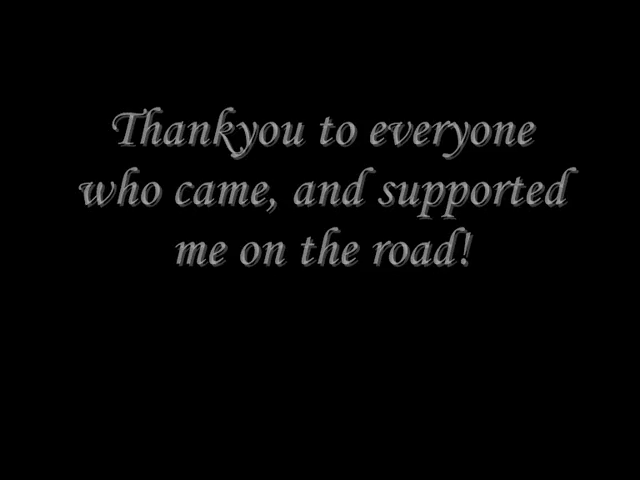 Thankyou to everyone
who came, and supported
me on the road!